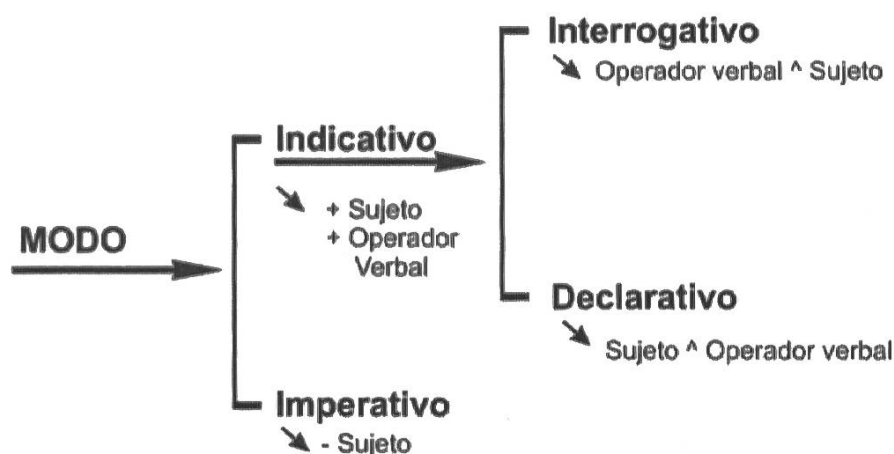 Interrogativo
Operador verbal ^ Sujeto
Indicativo
+ Sujeto
+ Operador
Verbal
MODO
Declarativo
Sujeto ^ Operador verbal
Imperativo
- Sujeto